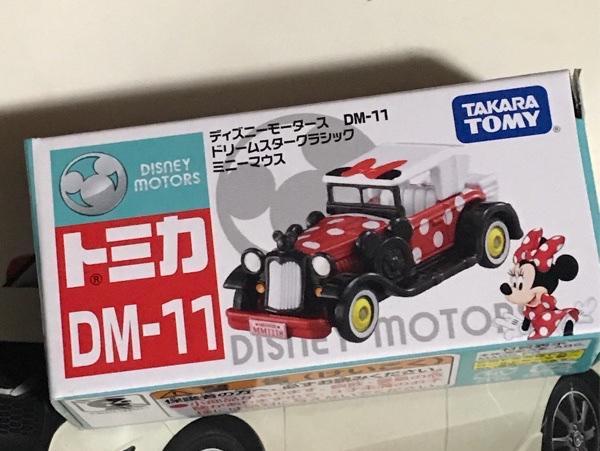 ディズニーモータース DM-11
ドリームスタークラシック
ミニーマウス
TAKARA
TOMY
DISNEY
MOTORS
トミカ
DM-11
DISNEY MOTORS